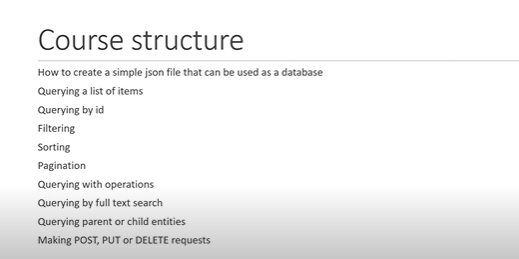 Course structure
How to create a simple json file that can be used as a database
Querying a list of items
Querying by id
Filtering
Sorting
Pagination
Querying with operations
Querying by full text search
Querying parent or child entities
Making POST, PUT or DELETE requests